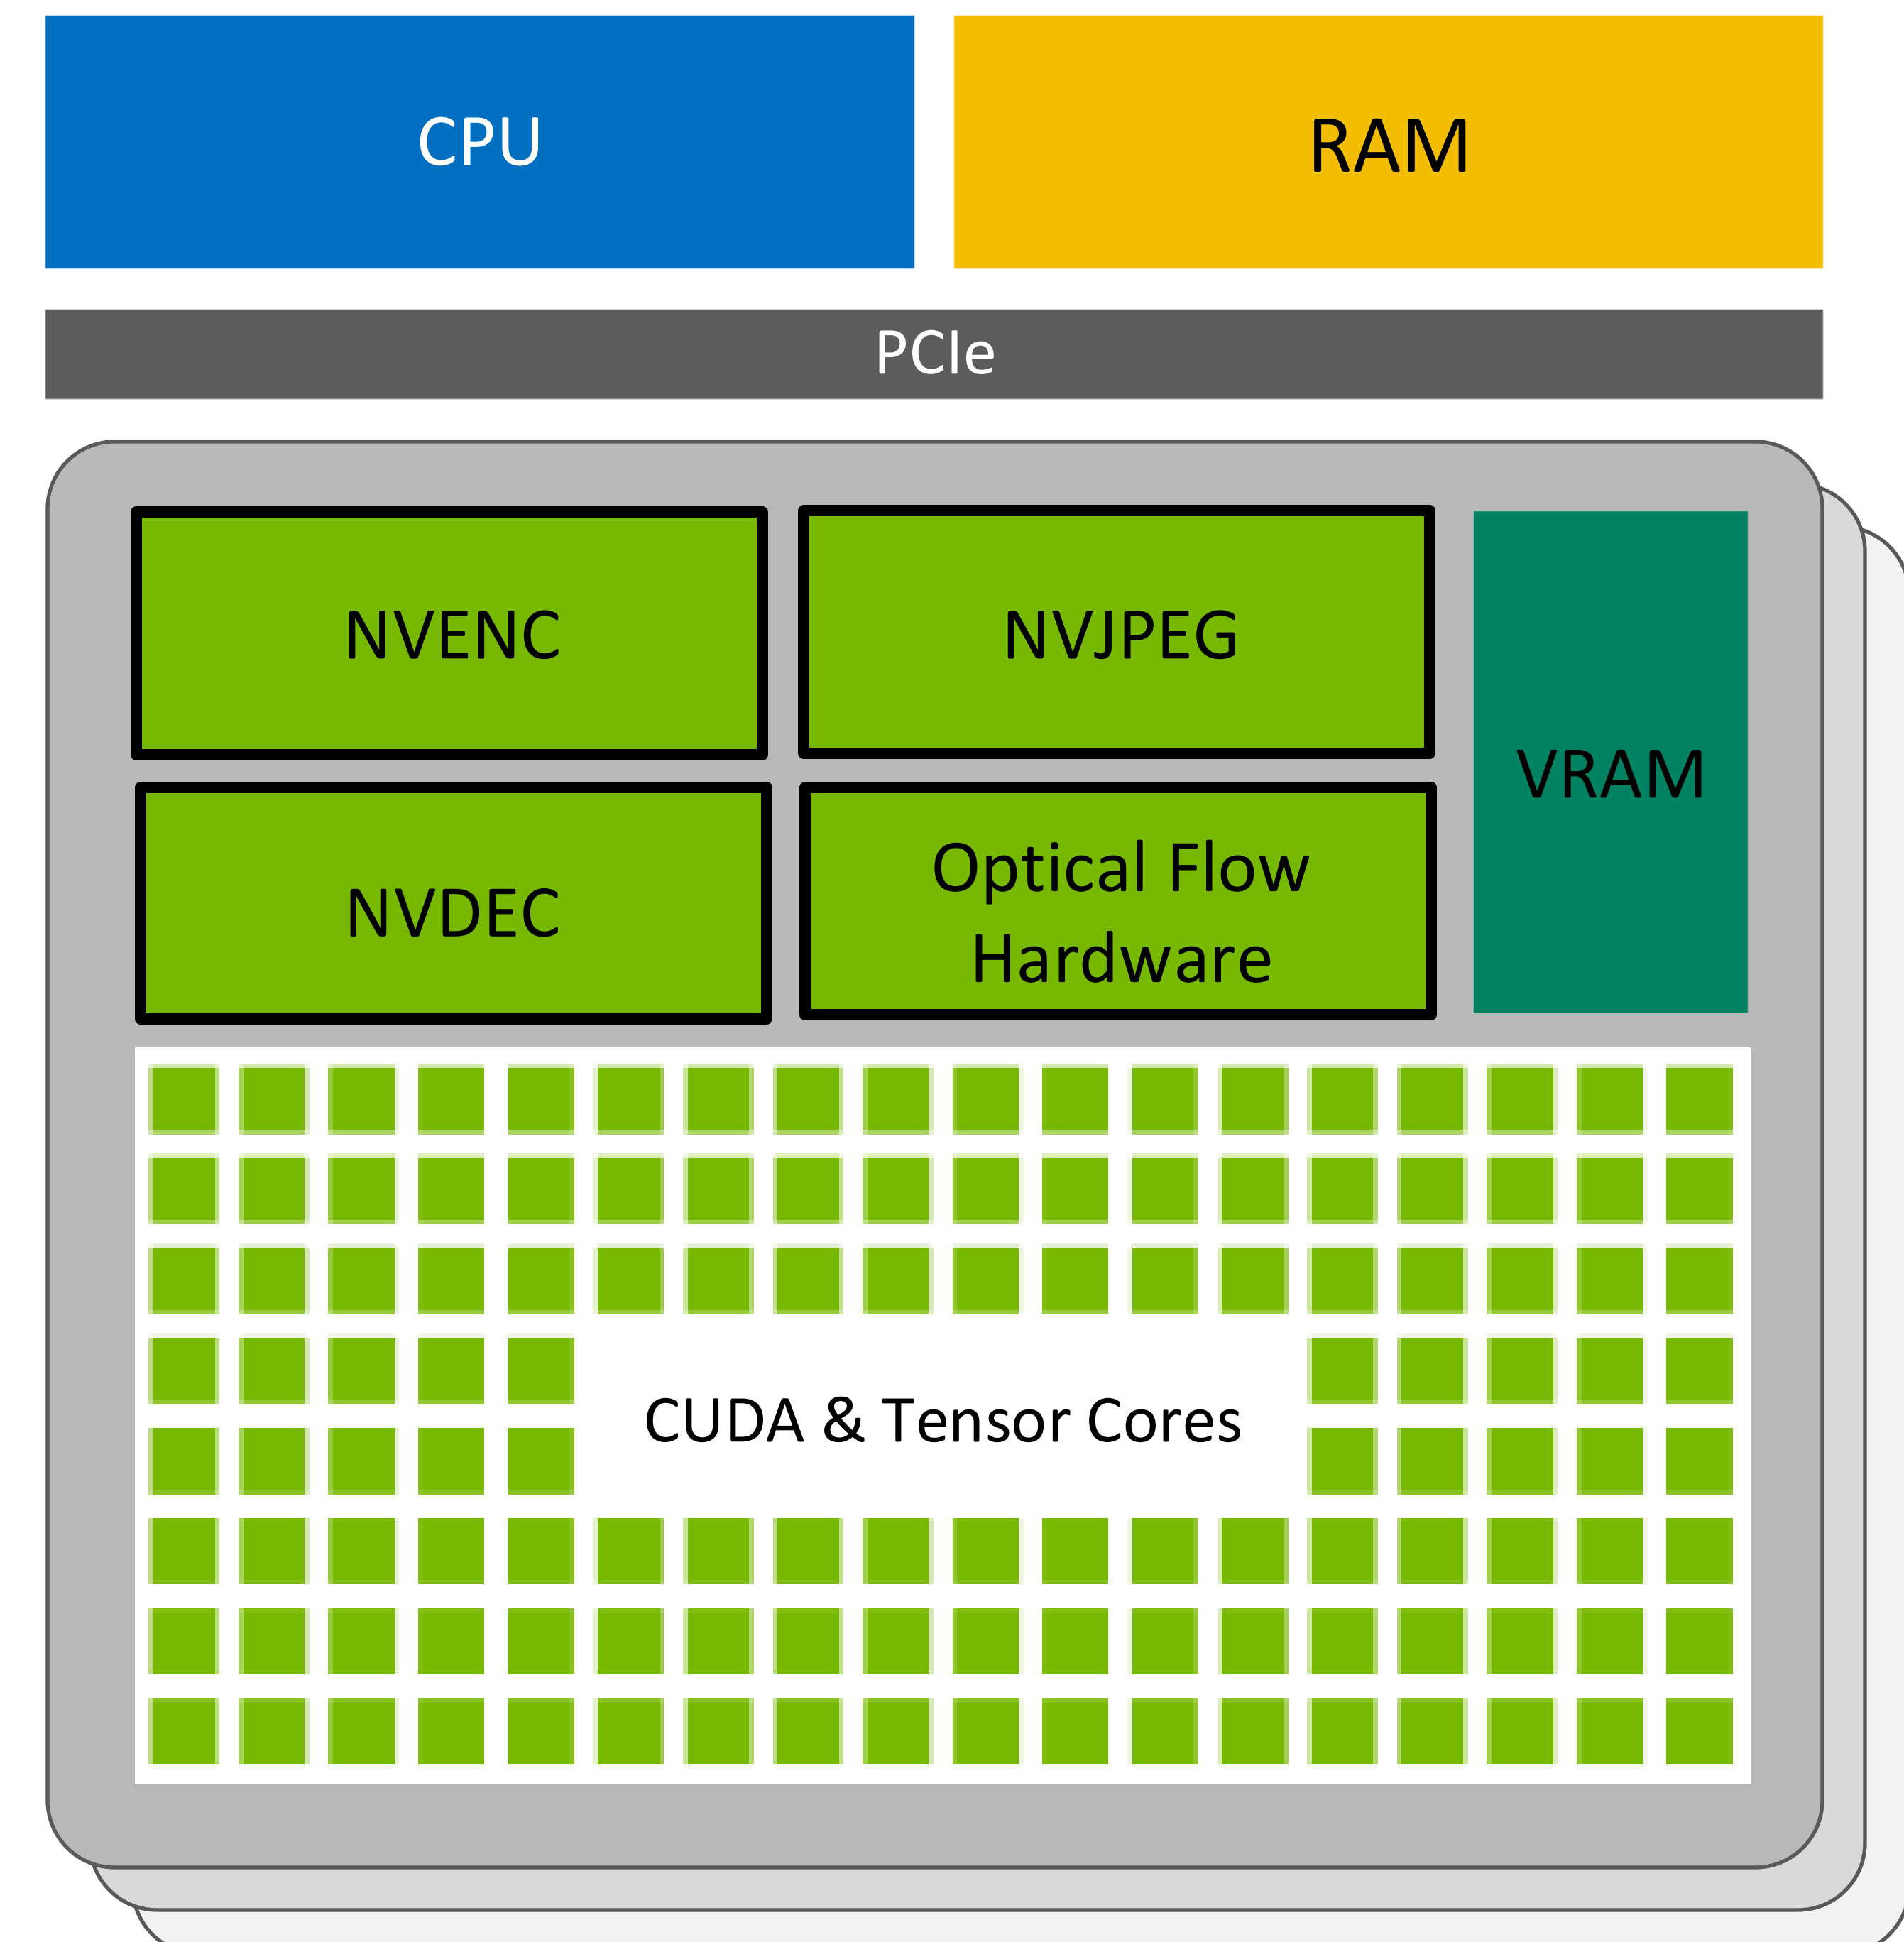 CPU
RAM
PCIe
NVENC
NVJPEG
VRAM
NVDEC
Optical Flow
Hardware
CUDA & Tensor Cores